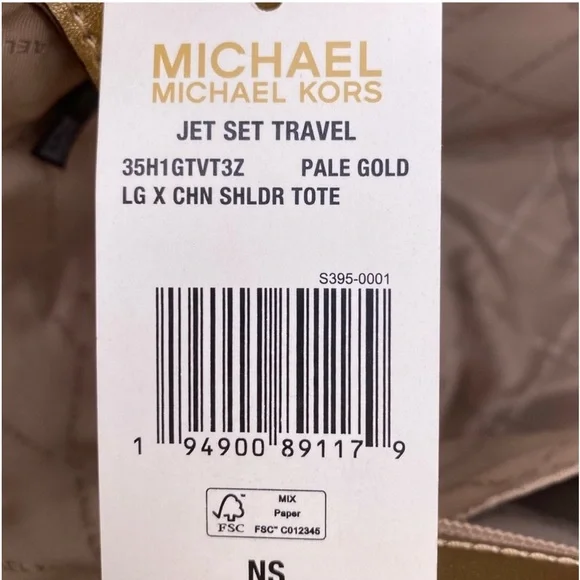 MICHAEL
MICHAEL KORS
JET SET TRAVEL
35H1GTVT3Z PALE GOLD
LG X CHN SHLDR TOTE
S395-0001
1 94900 89117 9
FSC
MIX
Paper
FSC™ C012345
NS